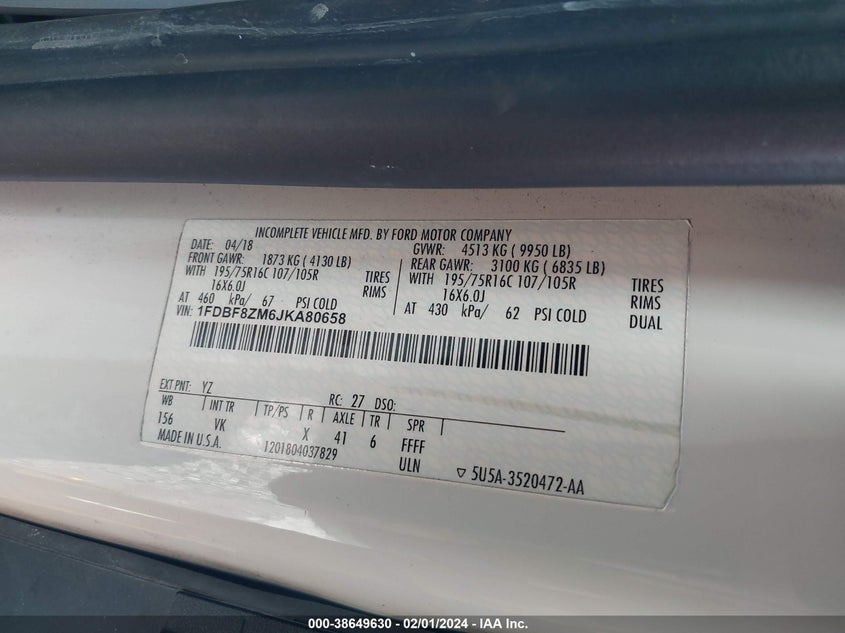 INCOMPLETE VEHICLE MFD. BY FORD MOTOR COMPANY
DATE: 04/18 GVWR: 4513 KG ( 9950 LB)
FRONT GAWR: 1873 KG ( 4130 LB) REAR GAWR: 3100 KG ( 6835 LB)
WITH 195/75R16C 107/105R TIRES WITH 195/75R16C 107/105R TIRES
16X6.0J RIMS 16X6.0J RIMS
AT 460 kPa/ 67 PSI COLD AT 430 kPa/ 62 PSI COLD DUAL
VIN: 1FDBF8ZM6JKA80658
EXT PNT: YZ RC: 27 DSO:
WB INT TR TP/PS R AXLE TR SPR
156 VK X 41 6 FFFF
MADE IN U.S.A. 1201804037829 ULN
▽ 5U5A-3520472-AA
000-38649630 - 02/01/2024 - IAA Inc.